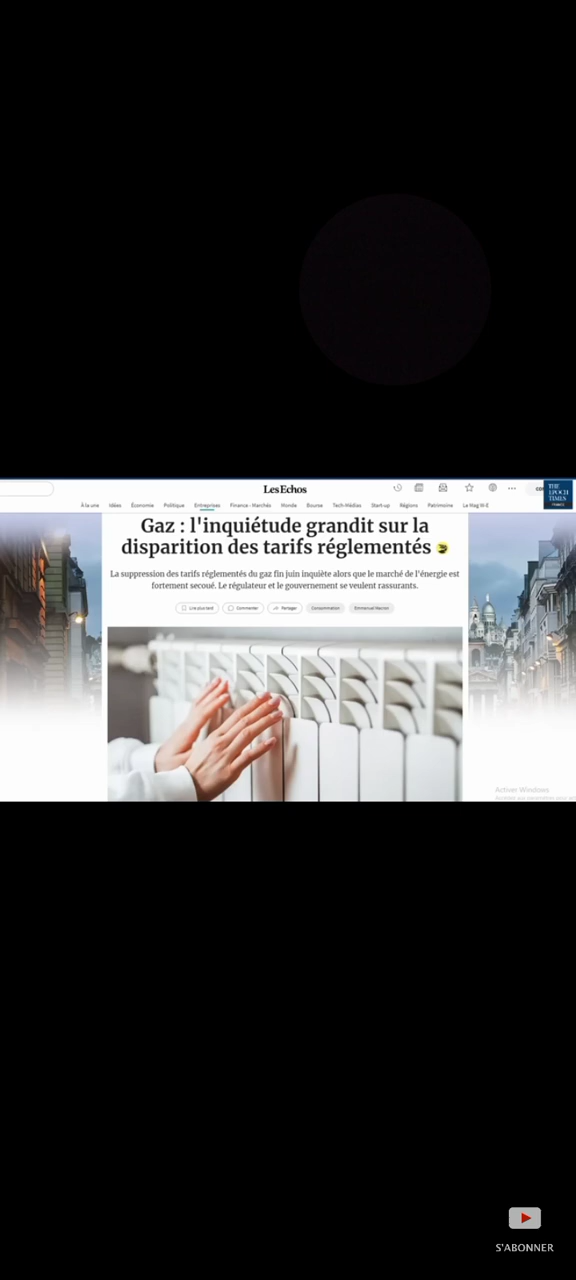 LesEchos
THE
EPOCH
TIMES
À la une Idées Économie Politique Entreprises Finance - Marchés Monde Bourse Tech-Médias Start-up Régions Patrimoine Le Mag W-E
Gaz : l'inquiétude grandit sur la
disparition des tarifs réglementés
La suppression des tarifs réglementés du gaz fin juin inquiète alors que le marché de l'énergie est
fortement secoué. Le régulateur et le gouvernement se veulent rassurants.
Lire plus tard Commenter Partager Consommation Emmanuel Macron
Activer Windows
S'ABONNER